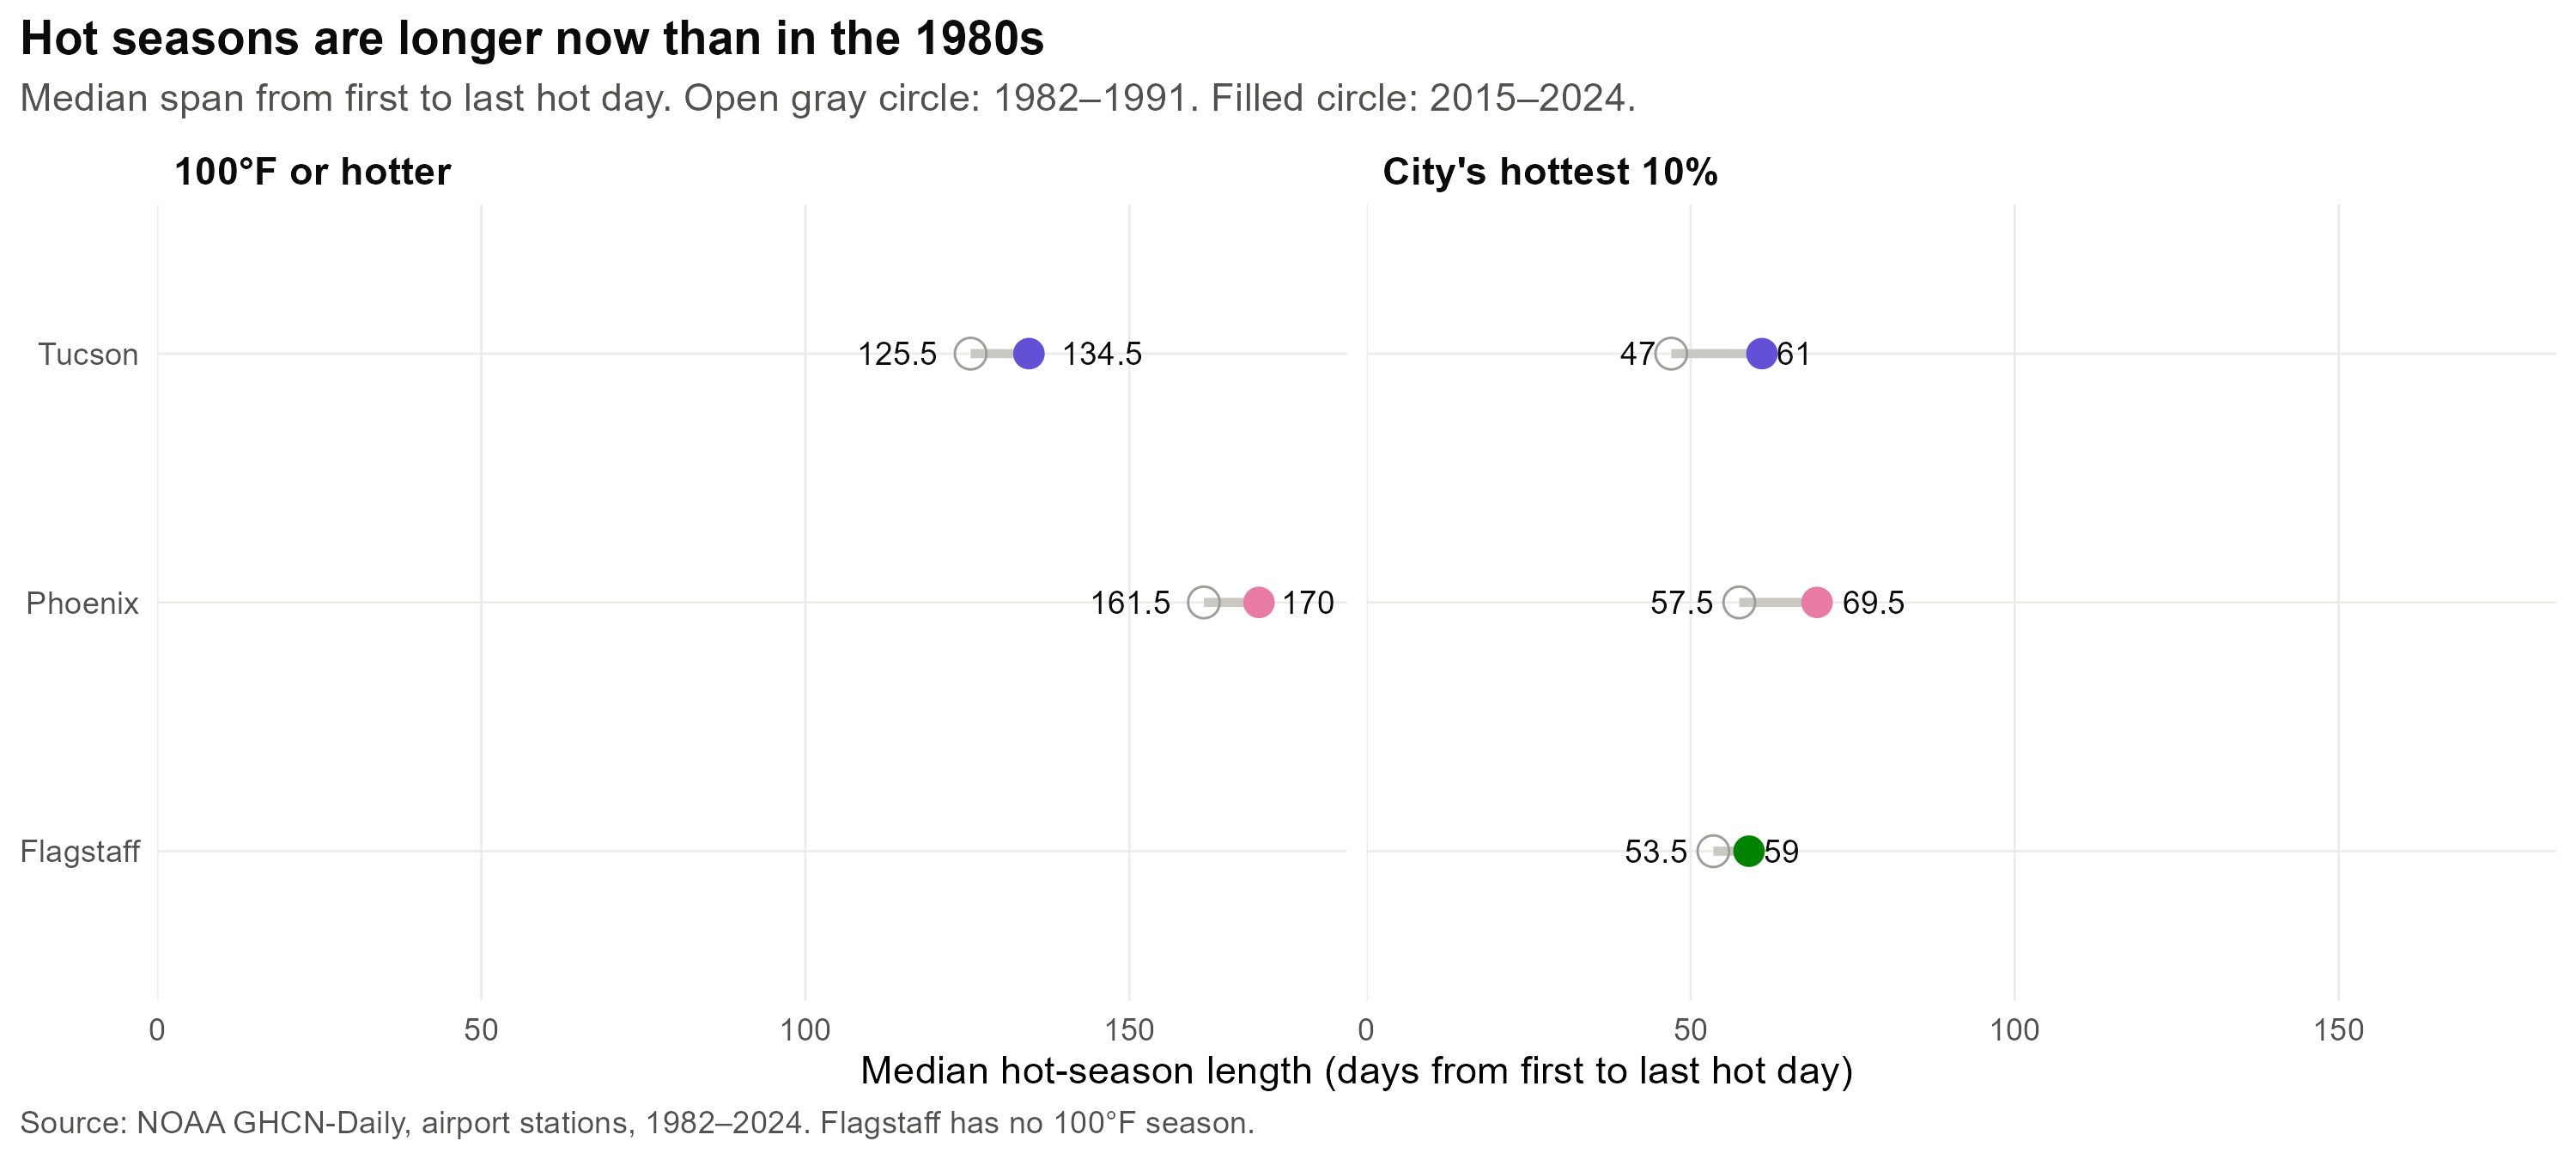 Hot seasons are longer now than in the 1980s
Median span from first to last hot day. Open gray circle: 1982–1991. Filled circle: 2015–2024.
100°F or hotter
City's hottest 10%
Tucson
125.5
134.5
47
61
Phoenix
161.5
170
57.5
69.5
Flagstaff
53.5
59
0 50 100 150 0 50 100 150
Median hot-season length (days from first to last hot day)
Source: NOAA GHCN-Daily, airport stations, 1982–2024. Flagstaff has no 100°F season.